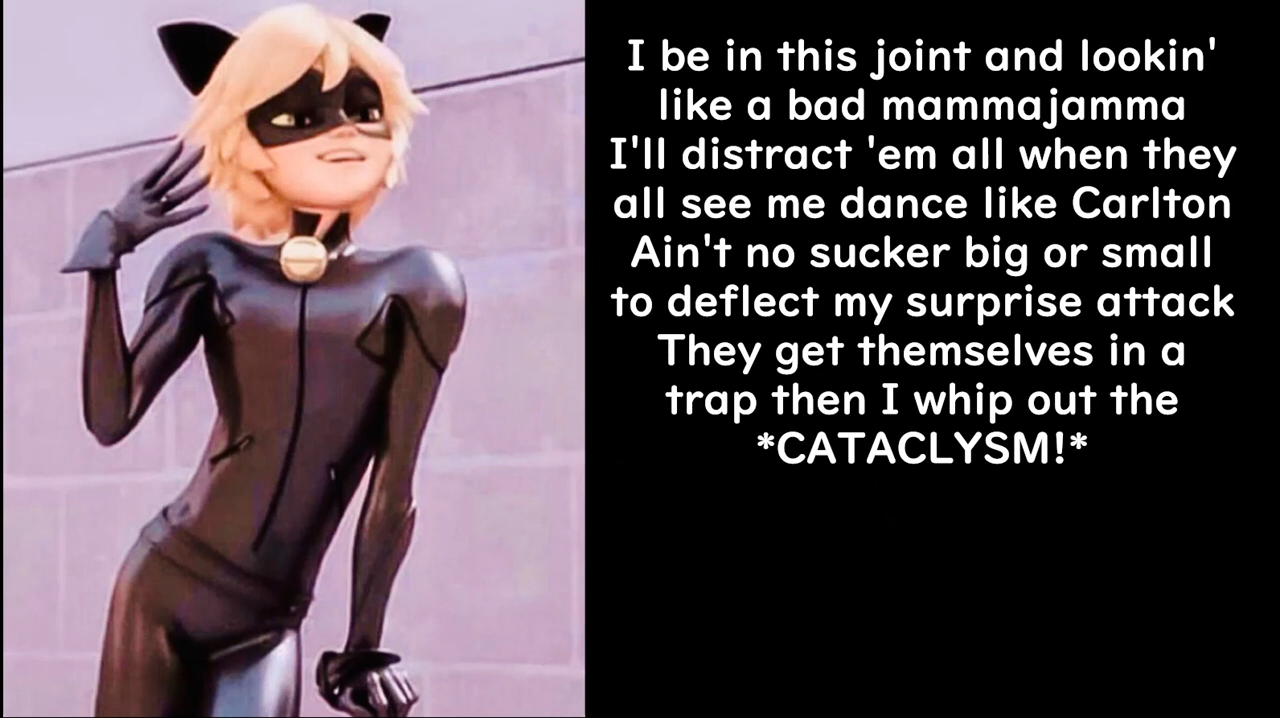 I be in this joint and lookin'
like a bad mammajamma
I'll distract 'em all when they
all see me dance like Carlton
Ain't no sucker big or small
to deflect my surprise attack
They get themselves in a
trap then I whip out the
*CATACLYSM!*